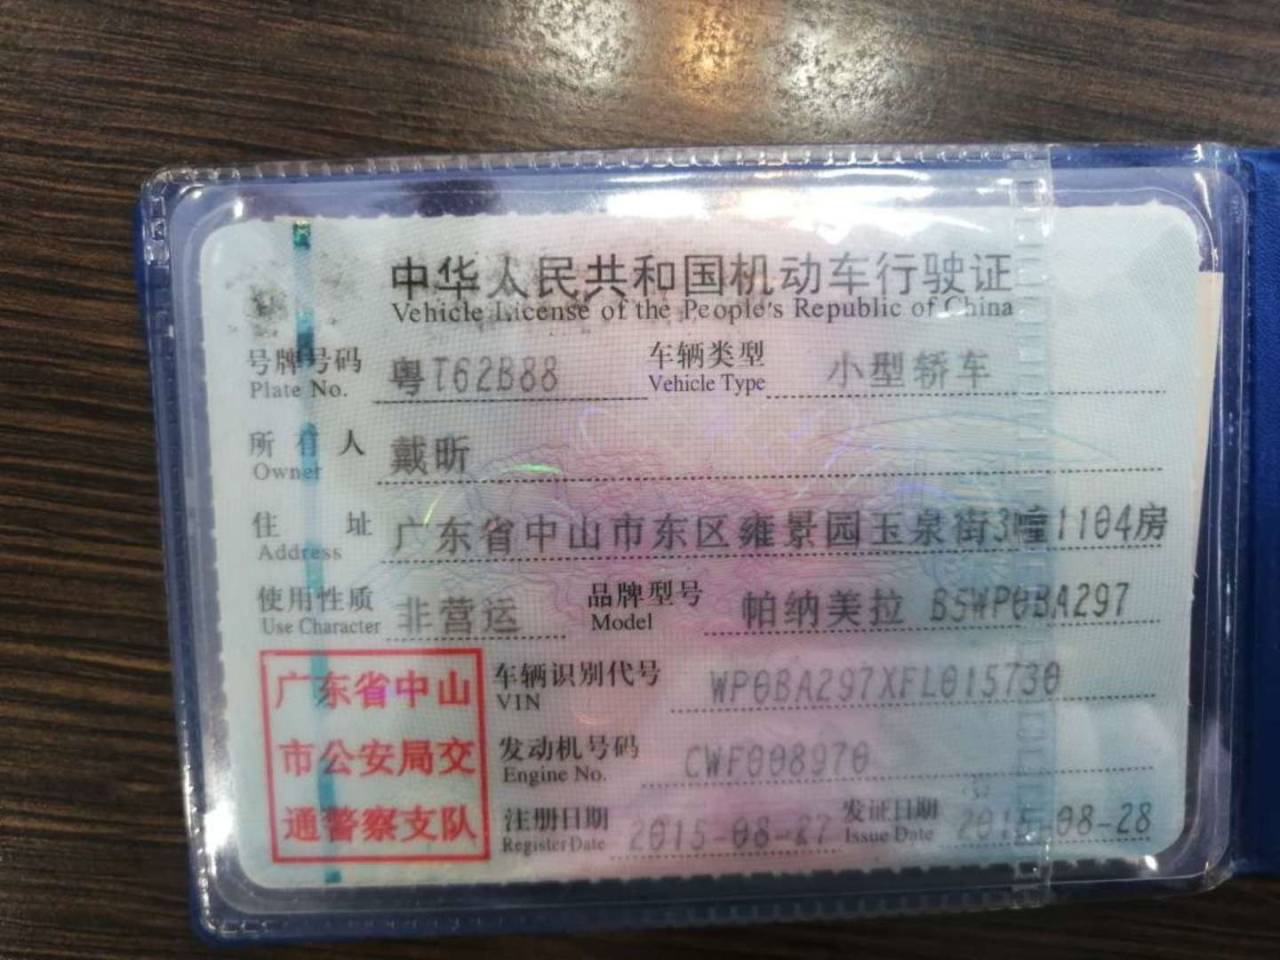 中华人民共和国机动车行驶证
Vehicle License of the People's Republic of China
号牌号码 粤T62B88 车辆类型 小型轿车
Plate No. Vehicle Type
所有人 戴昕
Owner
住址 广东省中山市东区雍景园玉泉街3幢1104房
Address
使用性质 非营运 品牌型号 帕纳美拉 BSWP0BA297
Use Character Model
广东省中山
市公安局交
通警察支队
车辆识别代号 WP0BA297XFL015730
VIN
发动机号码 CWF008970
Engine No.
注册日期 2015-08-27 发证日期 2015-08-28
Register Date Issue Date